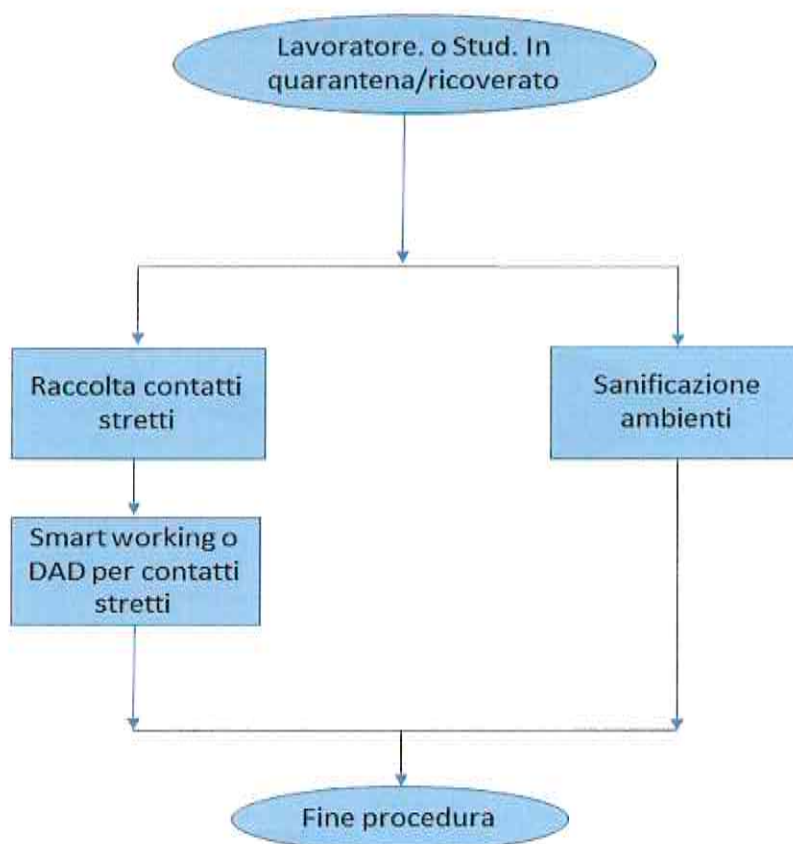 Lavoratore. o Stud. In
quarantena/ricoverato
Raccolta contatti
stretti
Sanificazione
ambienti
Smart working o
DAD per contatti
stretti
Fine procedura